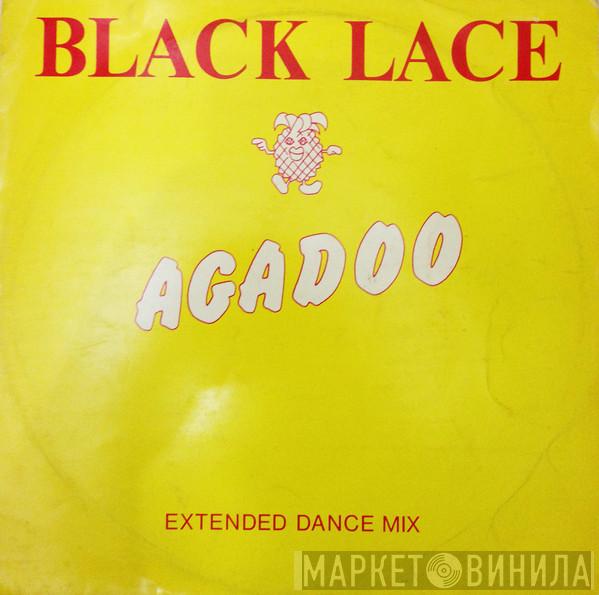 BLACK LACE
AGADOO
EXTENDED DANCE MIX
МАРКЕТ ВИНИЛА